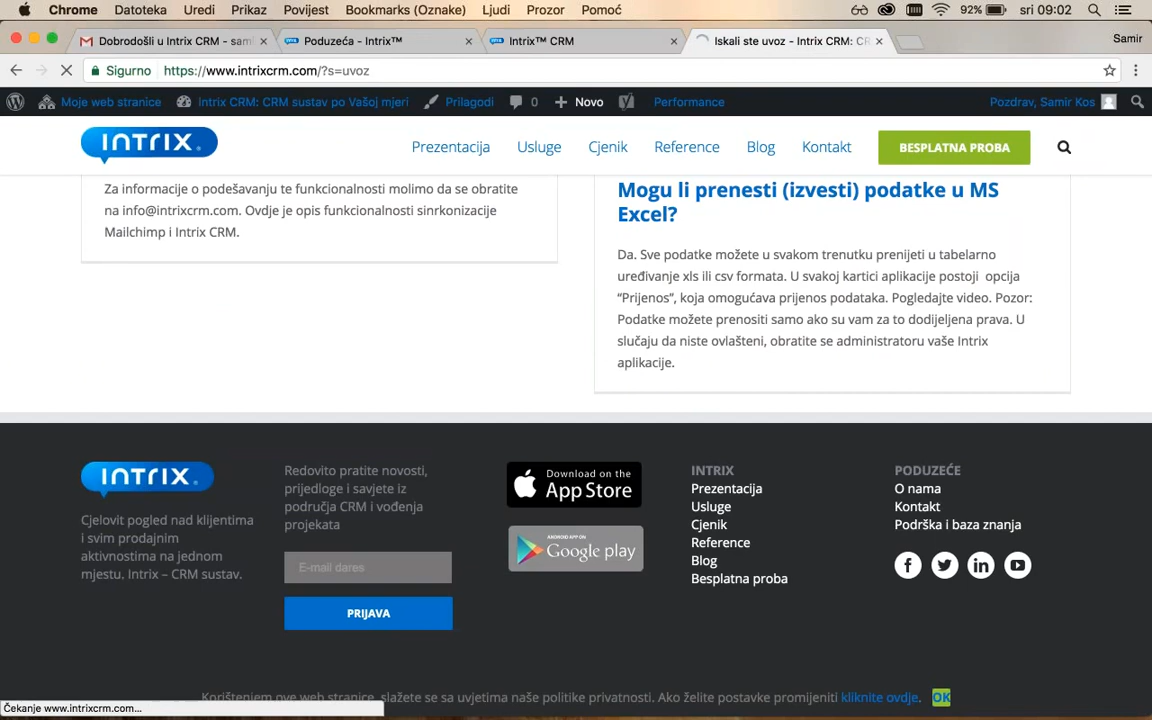 Chrome Datoteka Uredi Prikaz Povijest Bookmarks (Oznake) Ljudi Prozor Pomoć 92% sri 09:02
Dobrodošli u Intrix CRM - sam
Poduzeća - Intrix™
Intrix™ CRM
Iskali ste uvoz - Intrix CRM: CR
Samir
Sigurno https://www.intrixcrm.com/?s=uvoz
Moje web stranice Intrix CRM: CRM sustav po Vašoj mjeri Prilagodi 0 Novo Performance Pozdrav, Samir Kos
INTRIX Prezentacija Usluge Cjenik Reference Blog Kontakt BESPLATNA PROBA
Za informacije o podešavanju te funkcionalnosti molimo da se obratite
na info@intrixcrm.com. Ovdje je opis funkcionalnosti sinrkonizacije
Mailchimp i Intrix CRM.
Mogu li prenesti (izvesti) podatke u MS
Excel?
Da. Sve podatke možete u svakom trenutku prenijeti u tabelarno
uređivanje xls ili csv formata. U svakoj kartici aplikacije postoji opcija
“Prijenos”, koja omogućava prijenos podataka. Pogledajte video. Pozor:
Podatke možete prenositi samo ako su vam za to dodijeljena prava. U
slučaju da niste ovlašteni, obratite se administratoru vaše Intrix
aplikacije.
INTRIX
Cjelovit pogled nad klijentima
i svim prodajnim
aktivnostima na jednom
mjestu. Intrix – CRM sustav.
Redovito pratite novosti,
prijedloge i savjete iz
područja CRM i vođenja
projekata
E-mail dares
PRIJAVA
Download on the
App Store
ANDROID APP ON
Google play
INTRIX
Prezentacija
Usluge
Cjenik
Reference
Blog
Besplatna proba
PODUZEĆE
O nama
Kontakt
Podrška i baza znanja
Korištenjem ove web stranice, slažete se sa uvjetima naše politike privatnosti. Ako želite postavke promijeniti kliknite ovdje. OK
Čekanje www.intrixcrm.com...